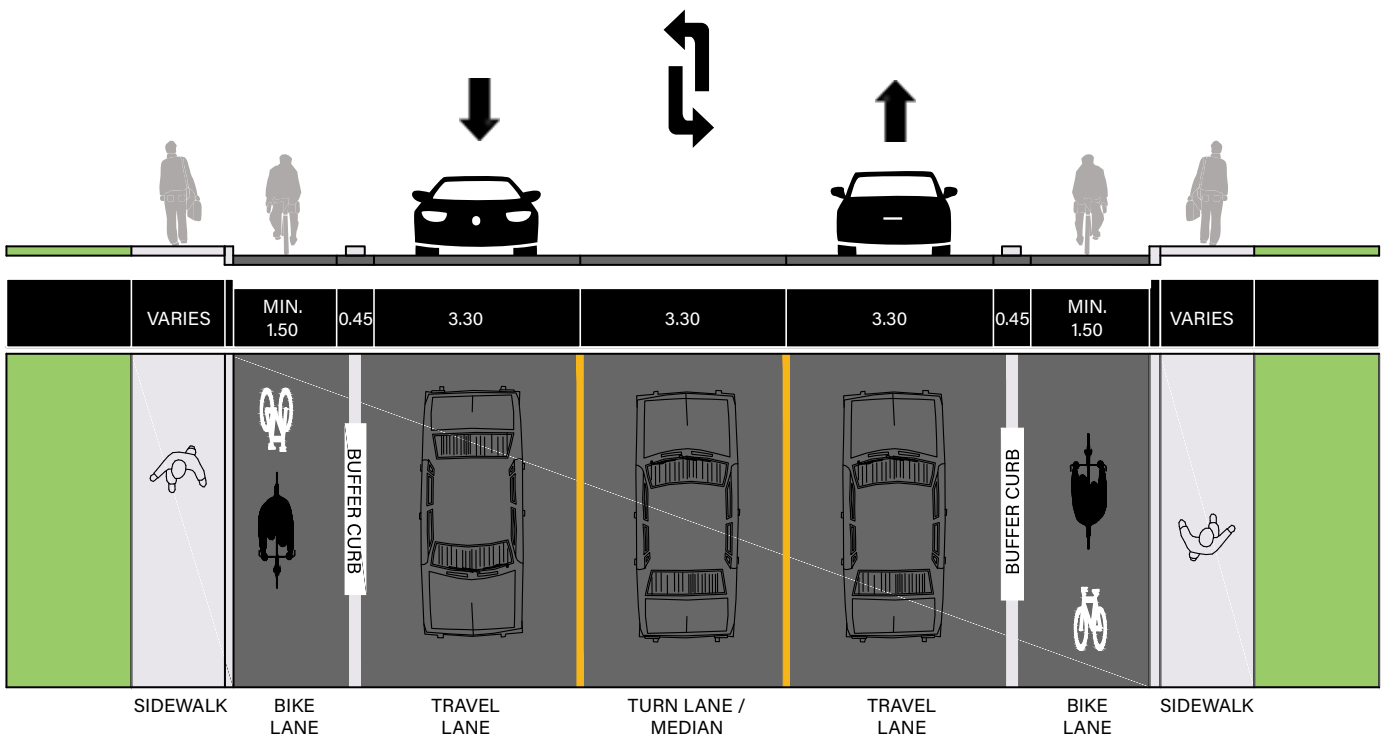 VARIES
MIN.
1.50
0.45
3.30
3.30
3.30
0.45
MIN.
1.50
VARIES
BUFFER CURB
BUFFER CURB
SIDEWALK
BIKE
LANE
TRAVEL
LANE
TURN LANE /
MEDIAN
TRAVEL
LANE
BIKE
LANE
SIDEWALK